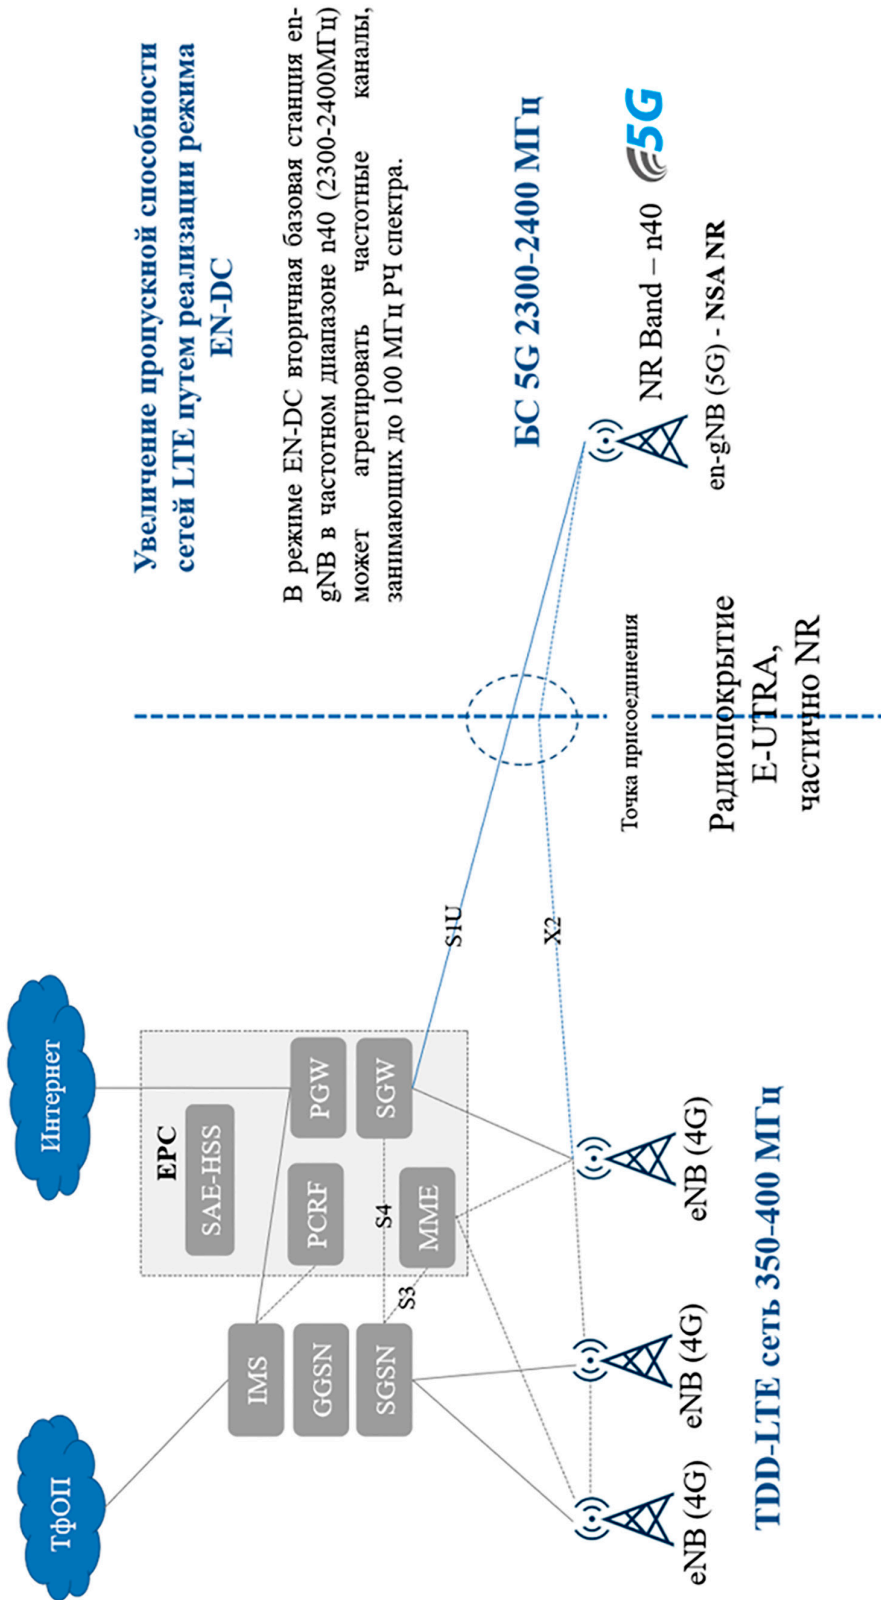 ТфОП
Интернет
EPC
SAE-HSS
IMS
PCRF
PGW
GGSN
SGSN
S4
SGW
S3
MME
S1U
X2
eNB (4G)
eNB (4G)
eNB (4G)
TDD-LTE сеть 350-400 МГц
Точка присоединения
Радиопокрытие
E-UTRA,
частично NR
Увеличение пропускной способности
сетей LTE путем реализации режима
EN-DC
В режиме EN-DC вторичная базовая станция en-
gNB в частотном диапазоне n40 (2300-2400МГц)
может агрегировать частотные каналы,
занимающих до 100 МГц РЧ спектра.
БС 5G 2300-2400 МГц
NR Band – n40
5G
en-gNB (5G) - NSA NR